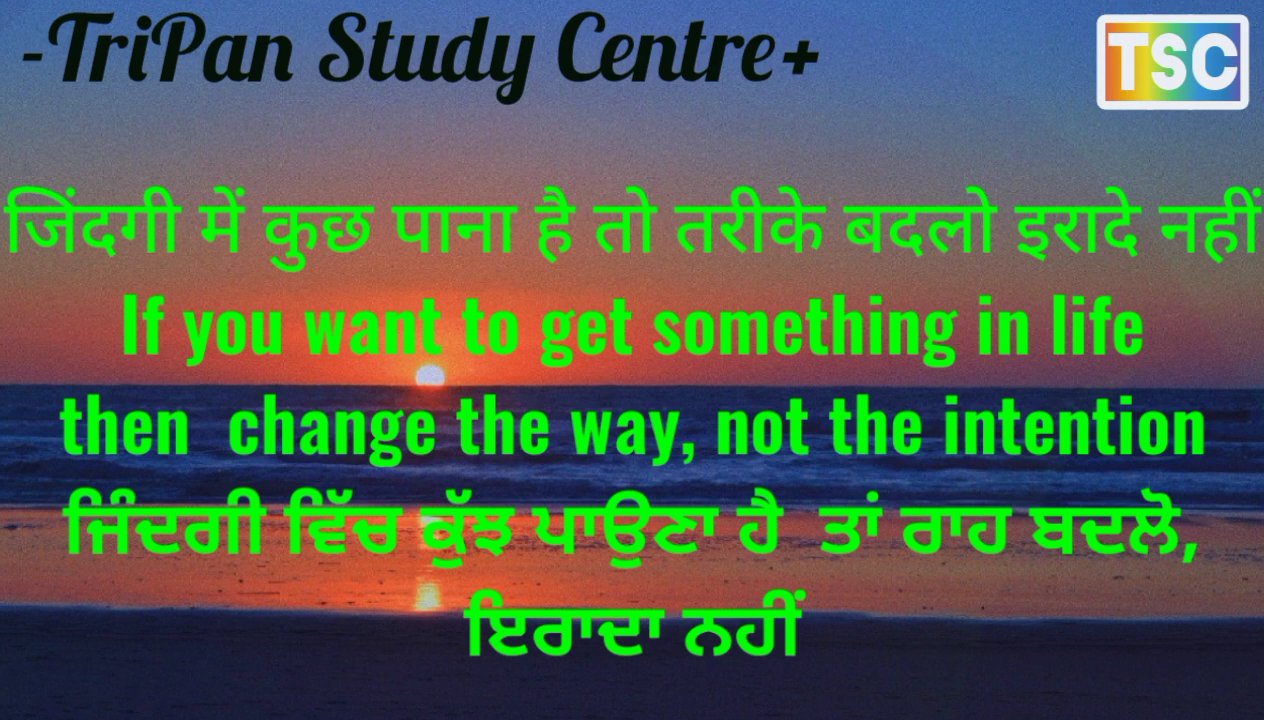 -TriPan Study Centre+
TSC
जिंदगी में कुछ पाना है तो तरीके बदलो इरादे नहीं
If you want to get something in life
then  change the way, not the intention
ਜ਼ਿੰਦਗੀ ਵਿੱਚ ਕੁੱਝ ਪਾਉਣਾ ਹੈ  ਤਾਂ ਰਾਹ ਬਦਲੋ,
ਇਰਾਦਾ ਨਹੀਂ